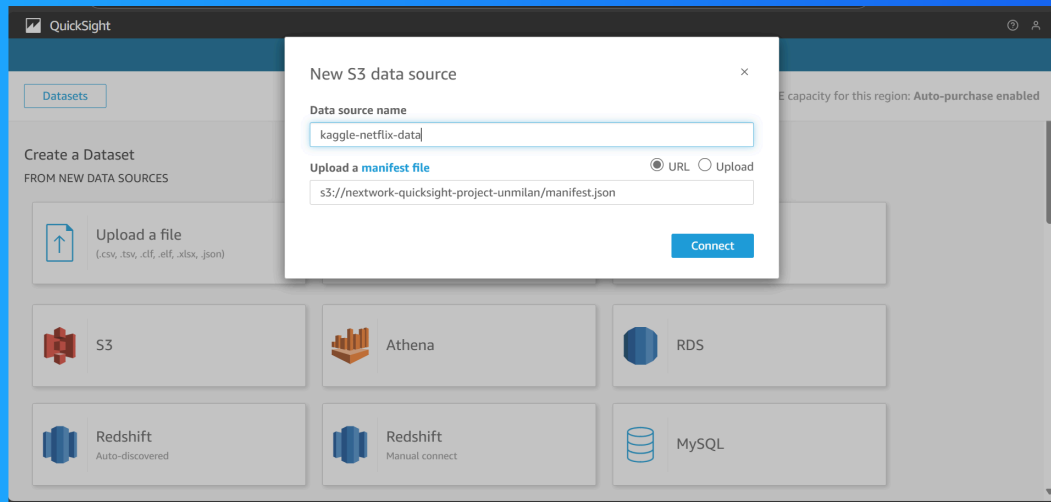 QuickSight
New S3 data source
Data source name
kaggle-netflix-data
Upload a manifest file
URL
Upload
s3://nextwork-quicksight-project-unmilan/manifest.json
Connect
Datasets
E capacity for this region: Auto-purchase enabled
Create a Dataset
FROM NEW DATA SOURCES
Upload a file
(.csv, .tsv, .clf, .elf, .xlsx, .json)
S3
Athena
RDS
Redshift
Auto-discovered
Redshift
Manual connect
MySQL